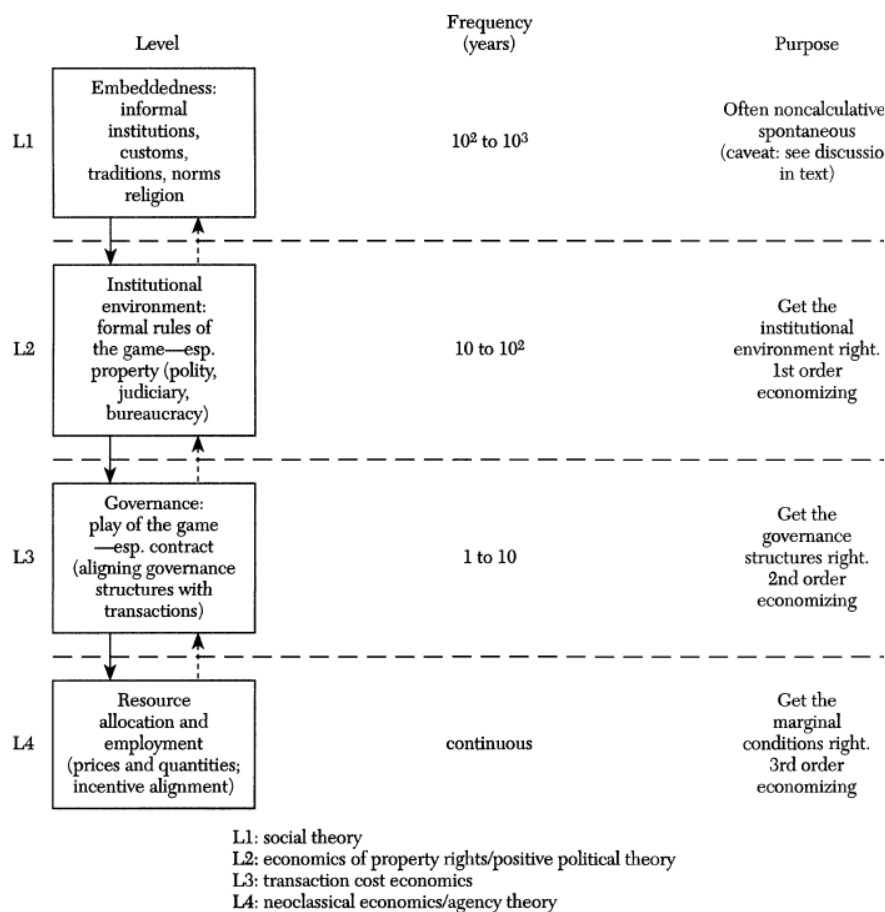 Level
Frequency
(years)
Purpose
L1
Embeddedness:
informal
institutions,
customs,
traditions, norms
religion
10² to 10³
Often noncalculative
spontaneous
(caveat: see discussio
in text)
L2
Institutional
environment:
formal rules of
the game—esp.
property (polity,
judiciary,
bureaucracy)
10 to 10²
Get the
institutional
environment right.
1st order
economizing
L3
Governance:
play of the game
—esp. contract
(aligning governance
structures with
transactions)
1 to 10
Get the
governance
structures right.
2nd order
economizing
L4
Resource
allocation and
employment
(prices and quantities;
incentive alignment)
continuous
Get the
marginal
conditions right.
3rd order
economizing
L1: social theory
L2: economics of property rights/positive political theory
L3: transaction cost economics
L4: neoclassical economics/agency theory